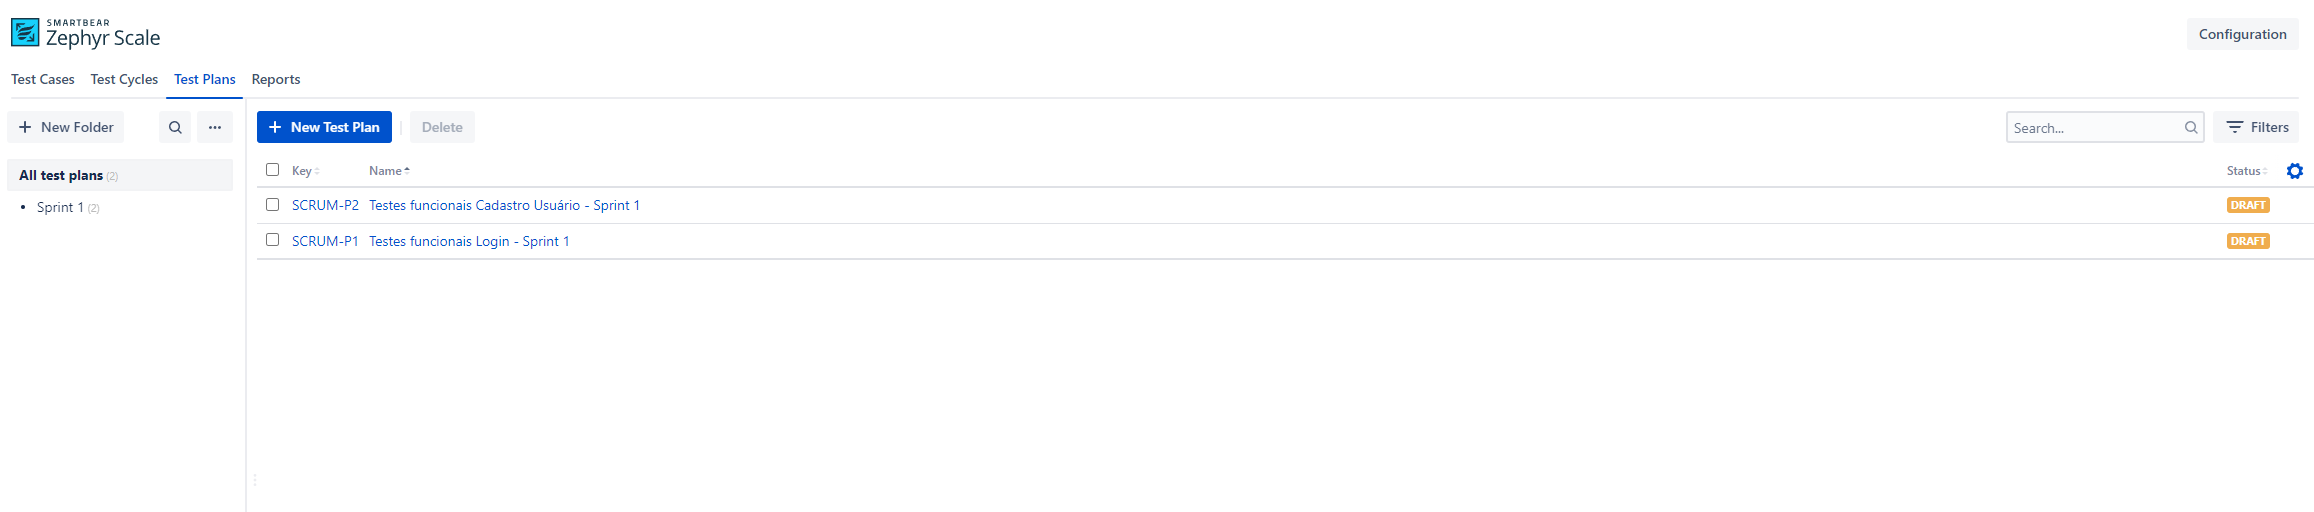 SMARTBEAR
Zephyr Scale
Configuration
Test Cases Test Cycles Test Plans Reports
+ New Folder ... + New Test Plan Delete Search... Filters
All test plans (2)
• Sprint 1 (2)
Key Name Status
SCRUM-P2 Testes funcionais Cadastro Usuário - Sprint 1 DRAFT
SCRUM-P1 Testes funcionais Login - Sprint 1 DRAFT